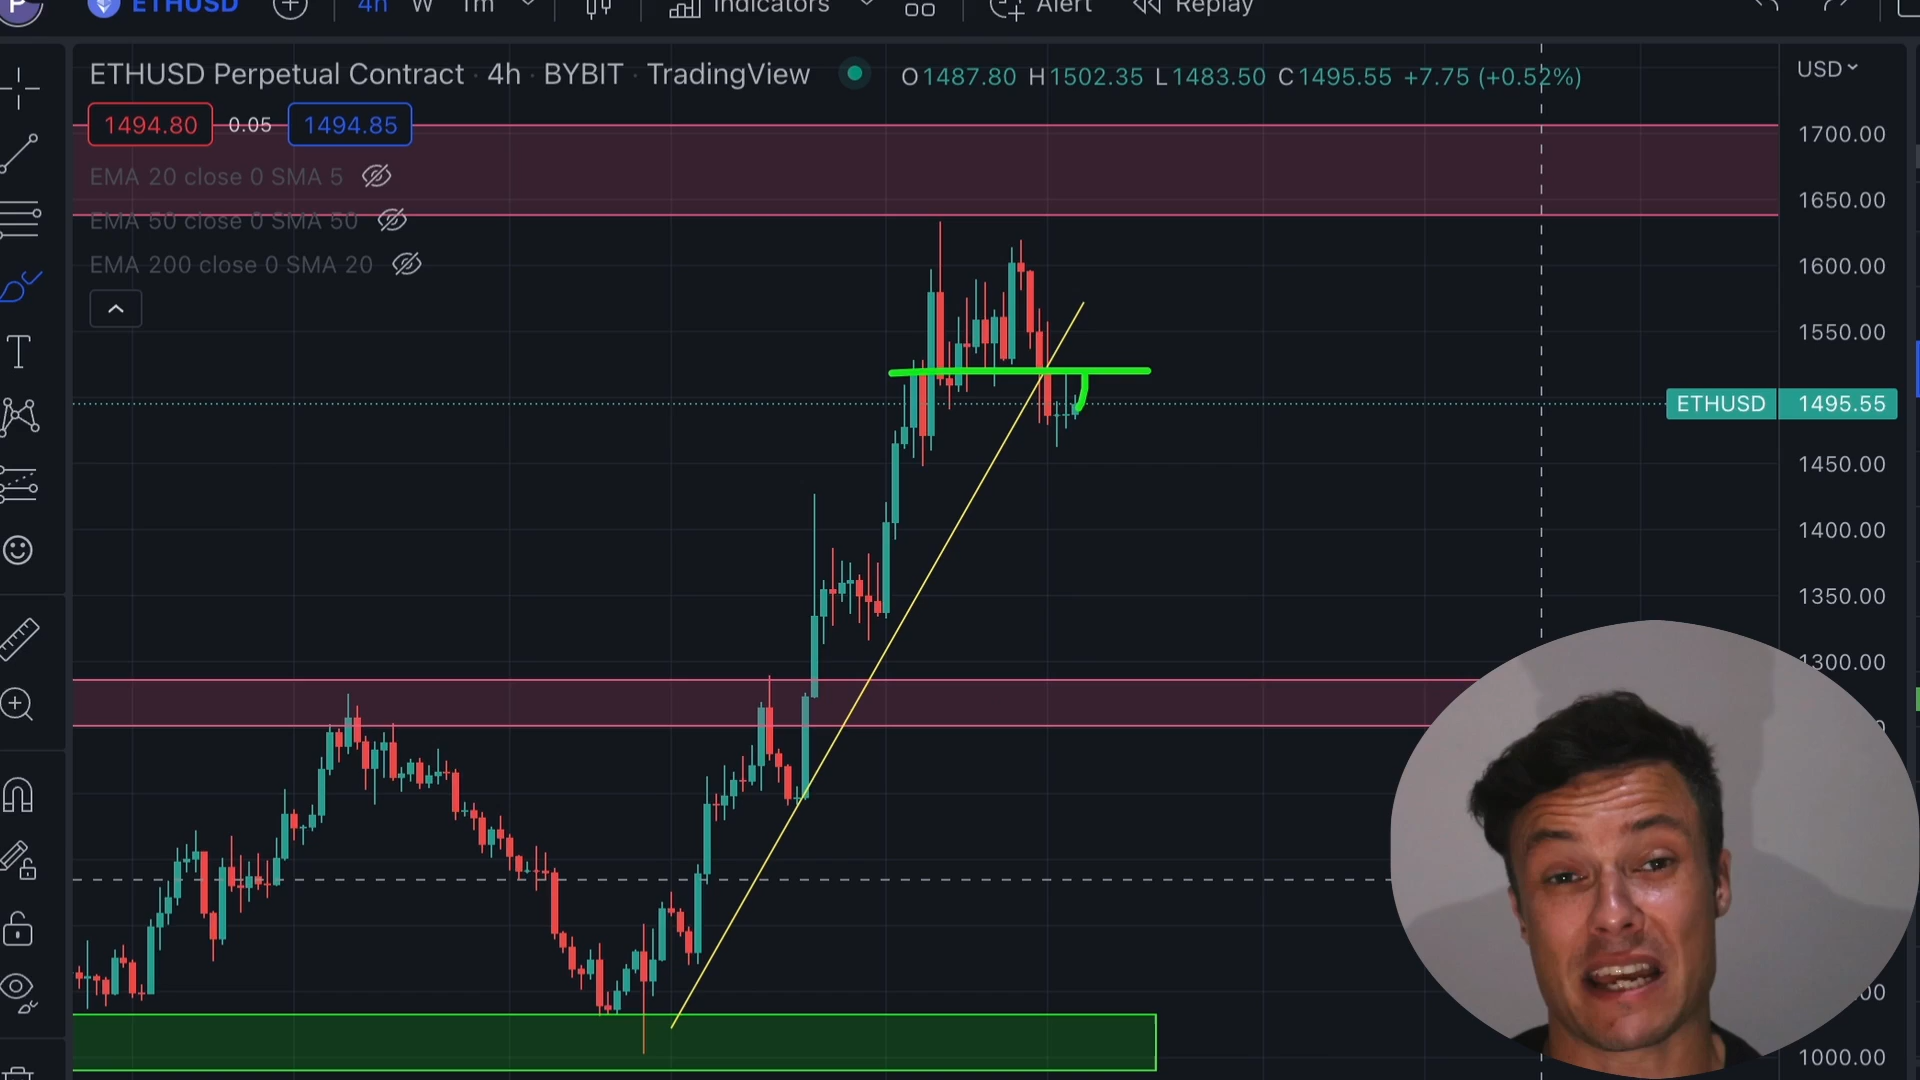 P ETHUSD 4h W 1m Indicators Alert Replay
ETHUSD Perpetual Contract · 4h · BYBIT · TradingView O1487.80 H1502.35 L1483.50 C1495.55 +7.75 (+0.52%)
USD
1494.80 0.05 1494.85
1700.00
EMA 20 close 0 SMA 5
1650.00
EMA 50 close 0 SMA 50
EMA 200 close 0 SMA 20
1600.00
1550.00
ETHUSD 1495.55
1450.00
1400.00
1350.00
1300.00
1000.00